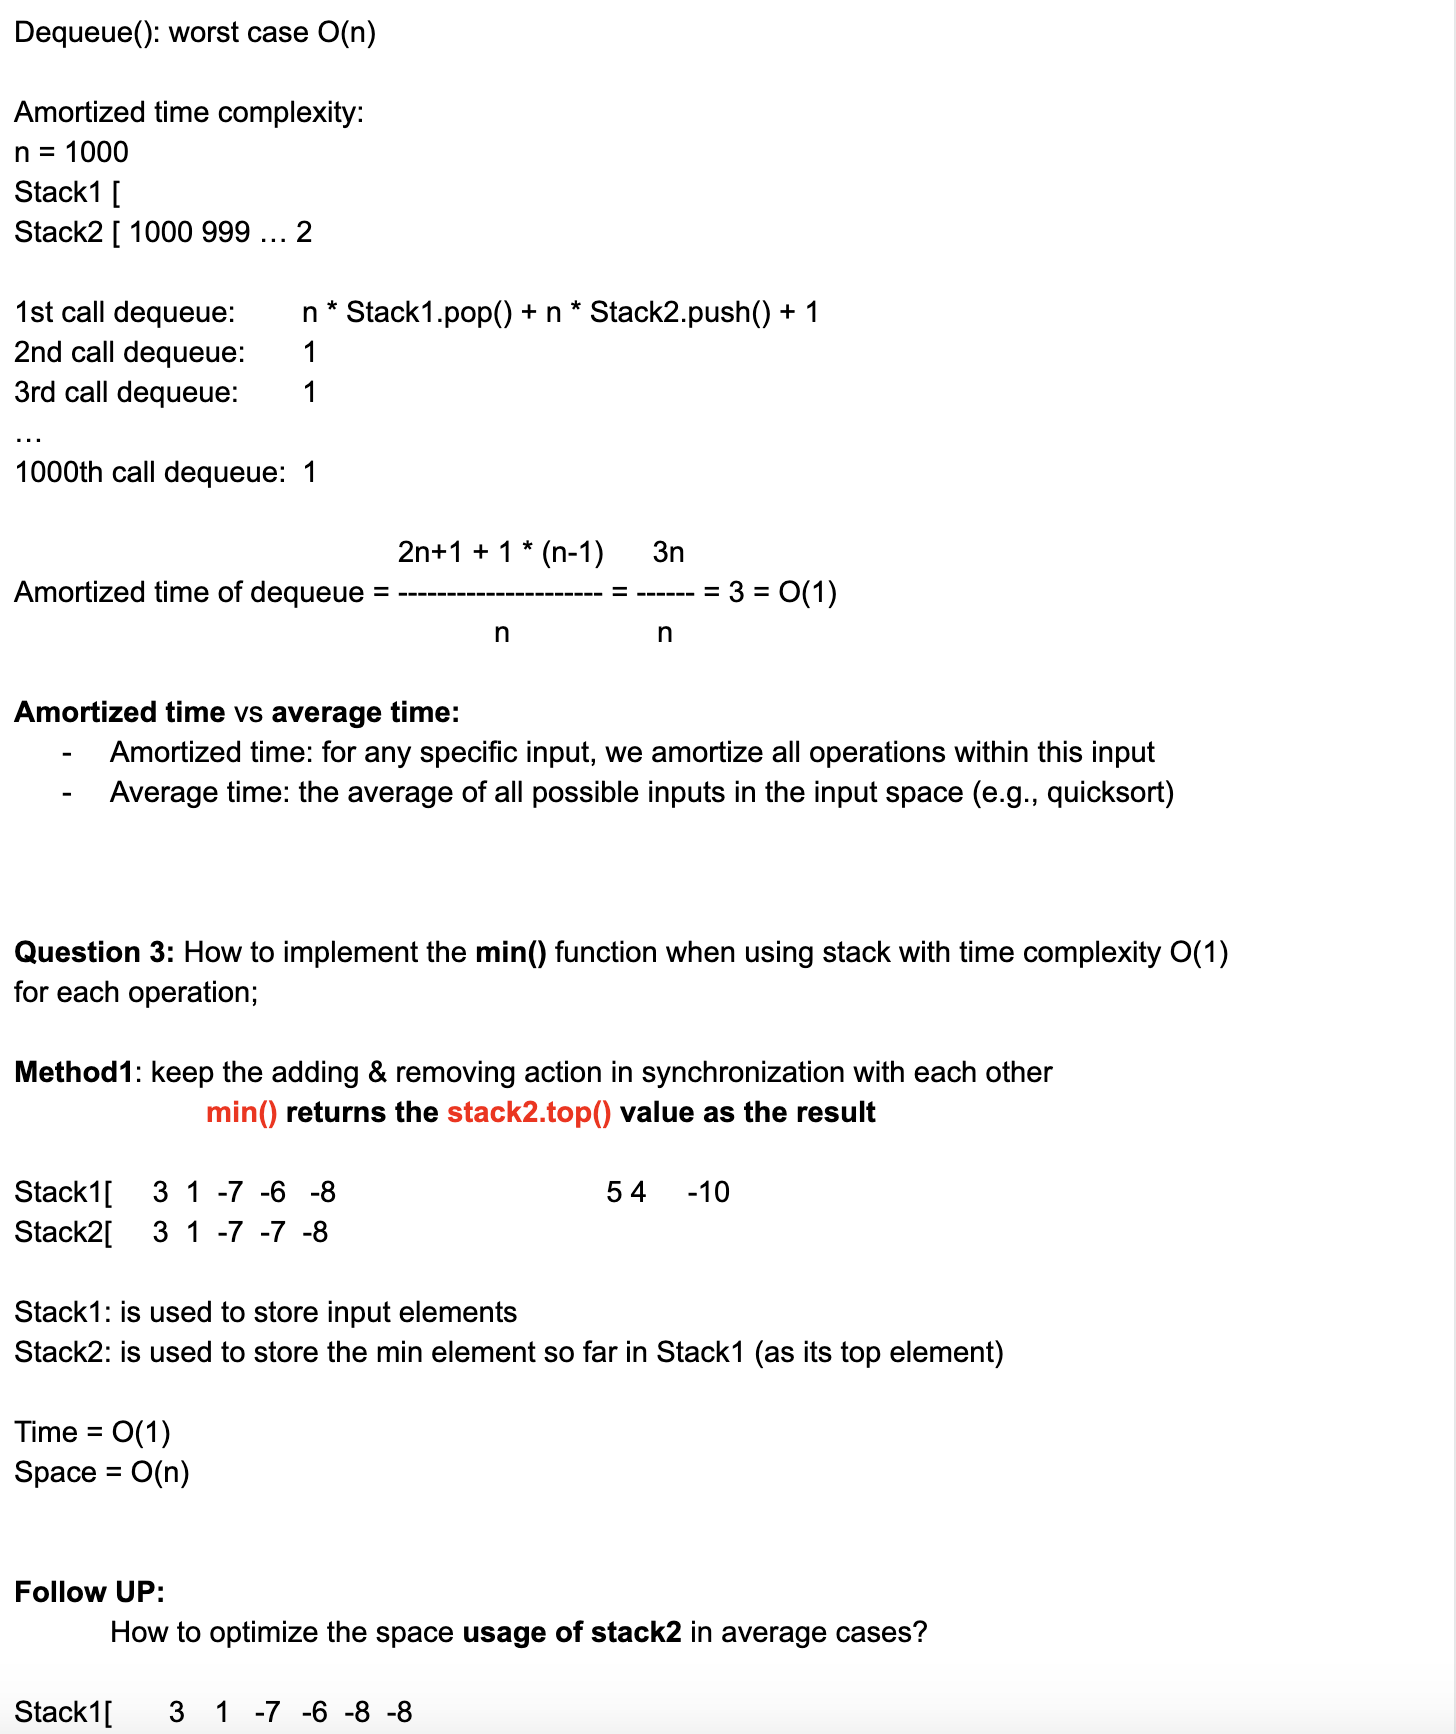 Dequeue(): worst case O(n)
Amortized time complexity:
n = 1000
Stack1 [
Stack2 [ 1000 999 … 2
1st call dequeue: n * Stack1.pop() + n * Stack2.push() + 1
2nd call dequeue: 1
3rd call dequeue: 1
…
1000th call dequeue: 1
2n+1 + 1 * (n-1) 3n
Amortized time of dequeue = --------------------- = ------ = 3 = O(1)
n n
Amortized time vs average time:
- Amortized time: for any specific input, we amortize all operations within this input
- Average time: the average of all possible inputs in the input space (e.g., quicksort)
Question 3: How to implement the min() function when using stack with time complexity O(1)
for each operation;
Method1: keep the adding & removing action in synchronization with each other
min() returns the stack2.top() value as the result
Stack1[ 3 1 -7 -6 -8 5 4 -10
Stack2[ 3 1 -7 -7 -8
Stack1: is used to store input elements
Stack2: is used to store the min element so far in Stack1 (as its top element)
Time = O(1)
Space = O(n)
Follow UP:
How to optimize the space usage of stack2 in average cases?
Stack1[ 3 1 -7 -6 -8 -8